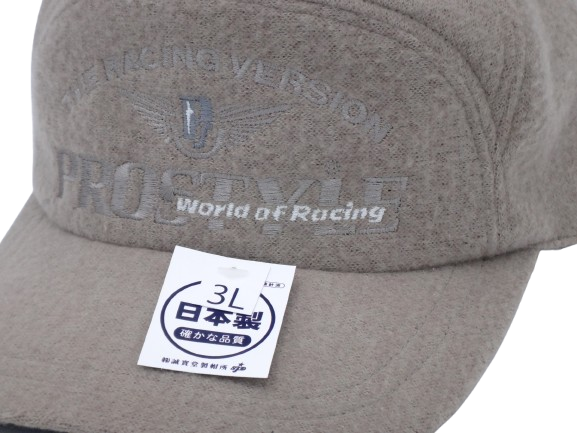 THE RACING VERSION
PROSTYLE
World of Racing
3L
日本製
確かな品質